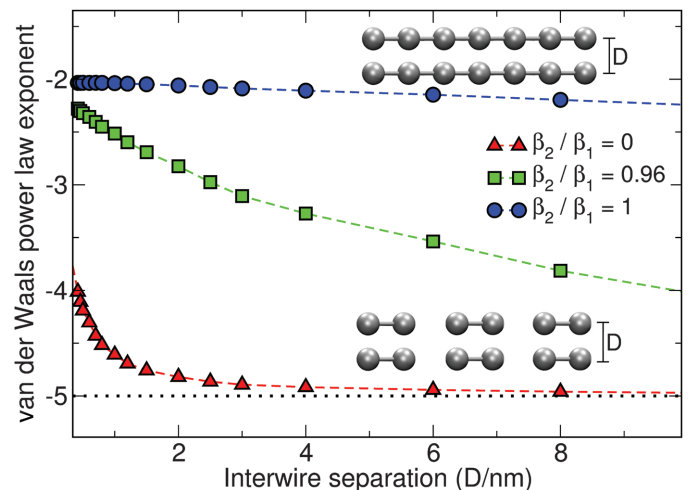 van der Waals power law exponent
-2
-3
-4
-5
D
β₂ / β₁ = 0
β₂ / β₁ = 0.96
β₂ / β₁ = 1
D
2
4
6
8
Interwire separation (D/nm)